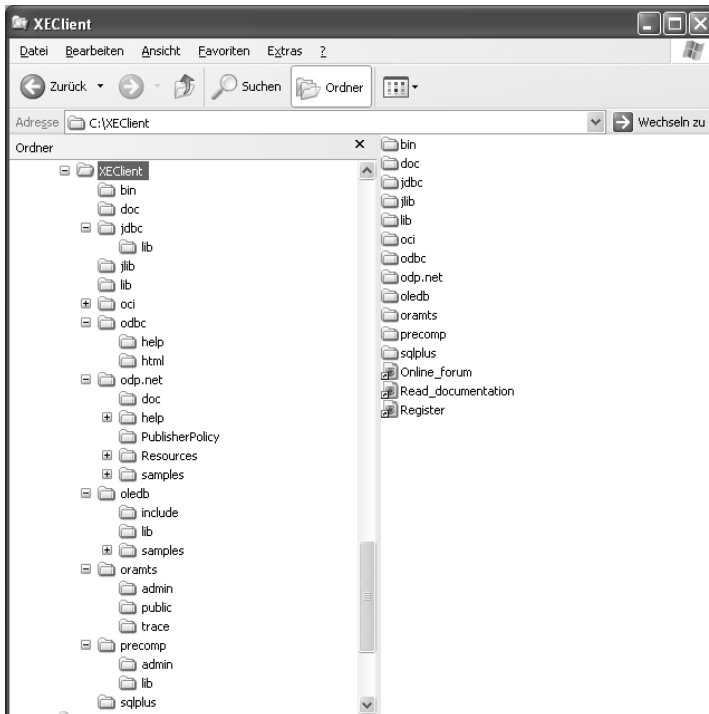 XEClient
Datei Bearbeiten Ansicht Favoriten Extras ?
Zurück Suchen Ordner
Adresse C:\XEClient Wechseln zu
Ordner
XEClient
bin
doc
jdbc
lib
jlib
lib
oci
odbc
help
html
odp.net
doc
help
PublisherPolicy
Resources
samples
oledb
include
lib
samples
oramts
admin
public
trace
precomp
admin
lib
sqlplus
bin
doc
jdbc
jlib
lib
oci
odbc
odp.net
oledb
oramts
precomp
sqlplus
Online_forum
Read_documentation
Register